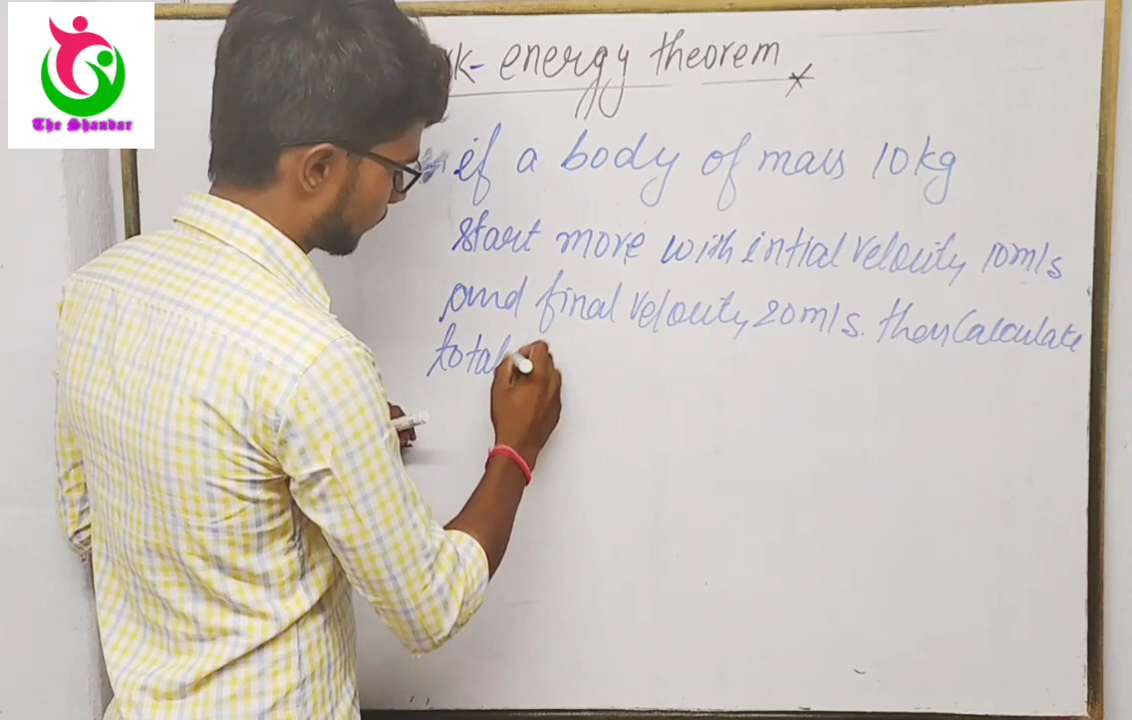 The Shandar
k- energy theorem
if a body of mass 10kg
start move with intial velocity 10m/s
and final velocity 20m/s. then Calculate
total